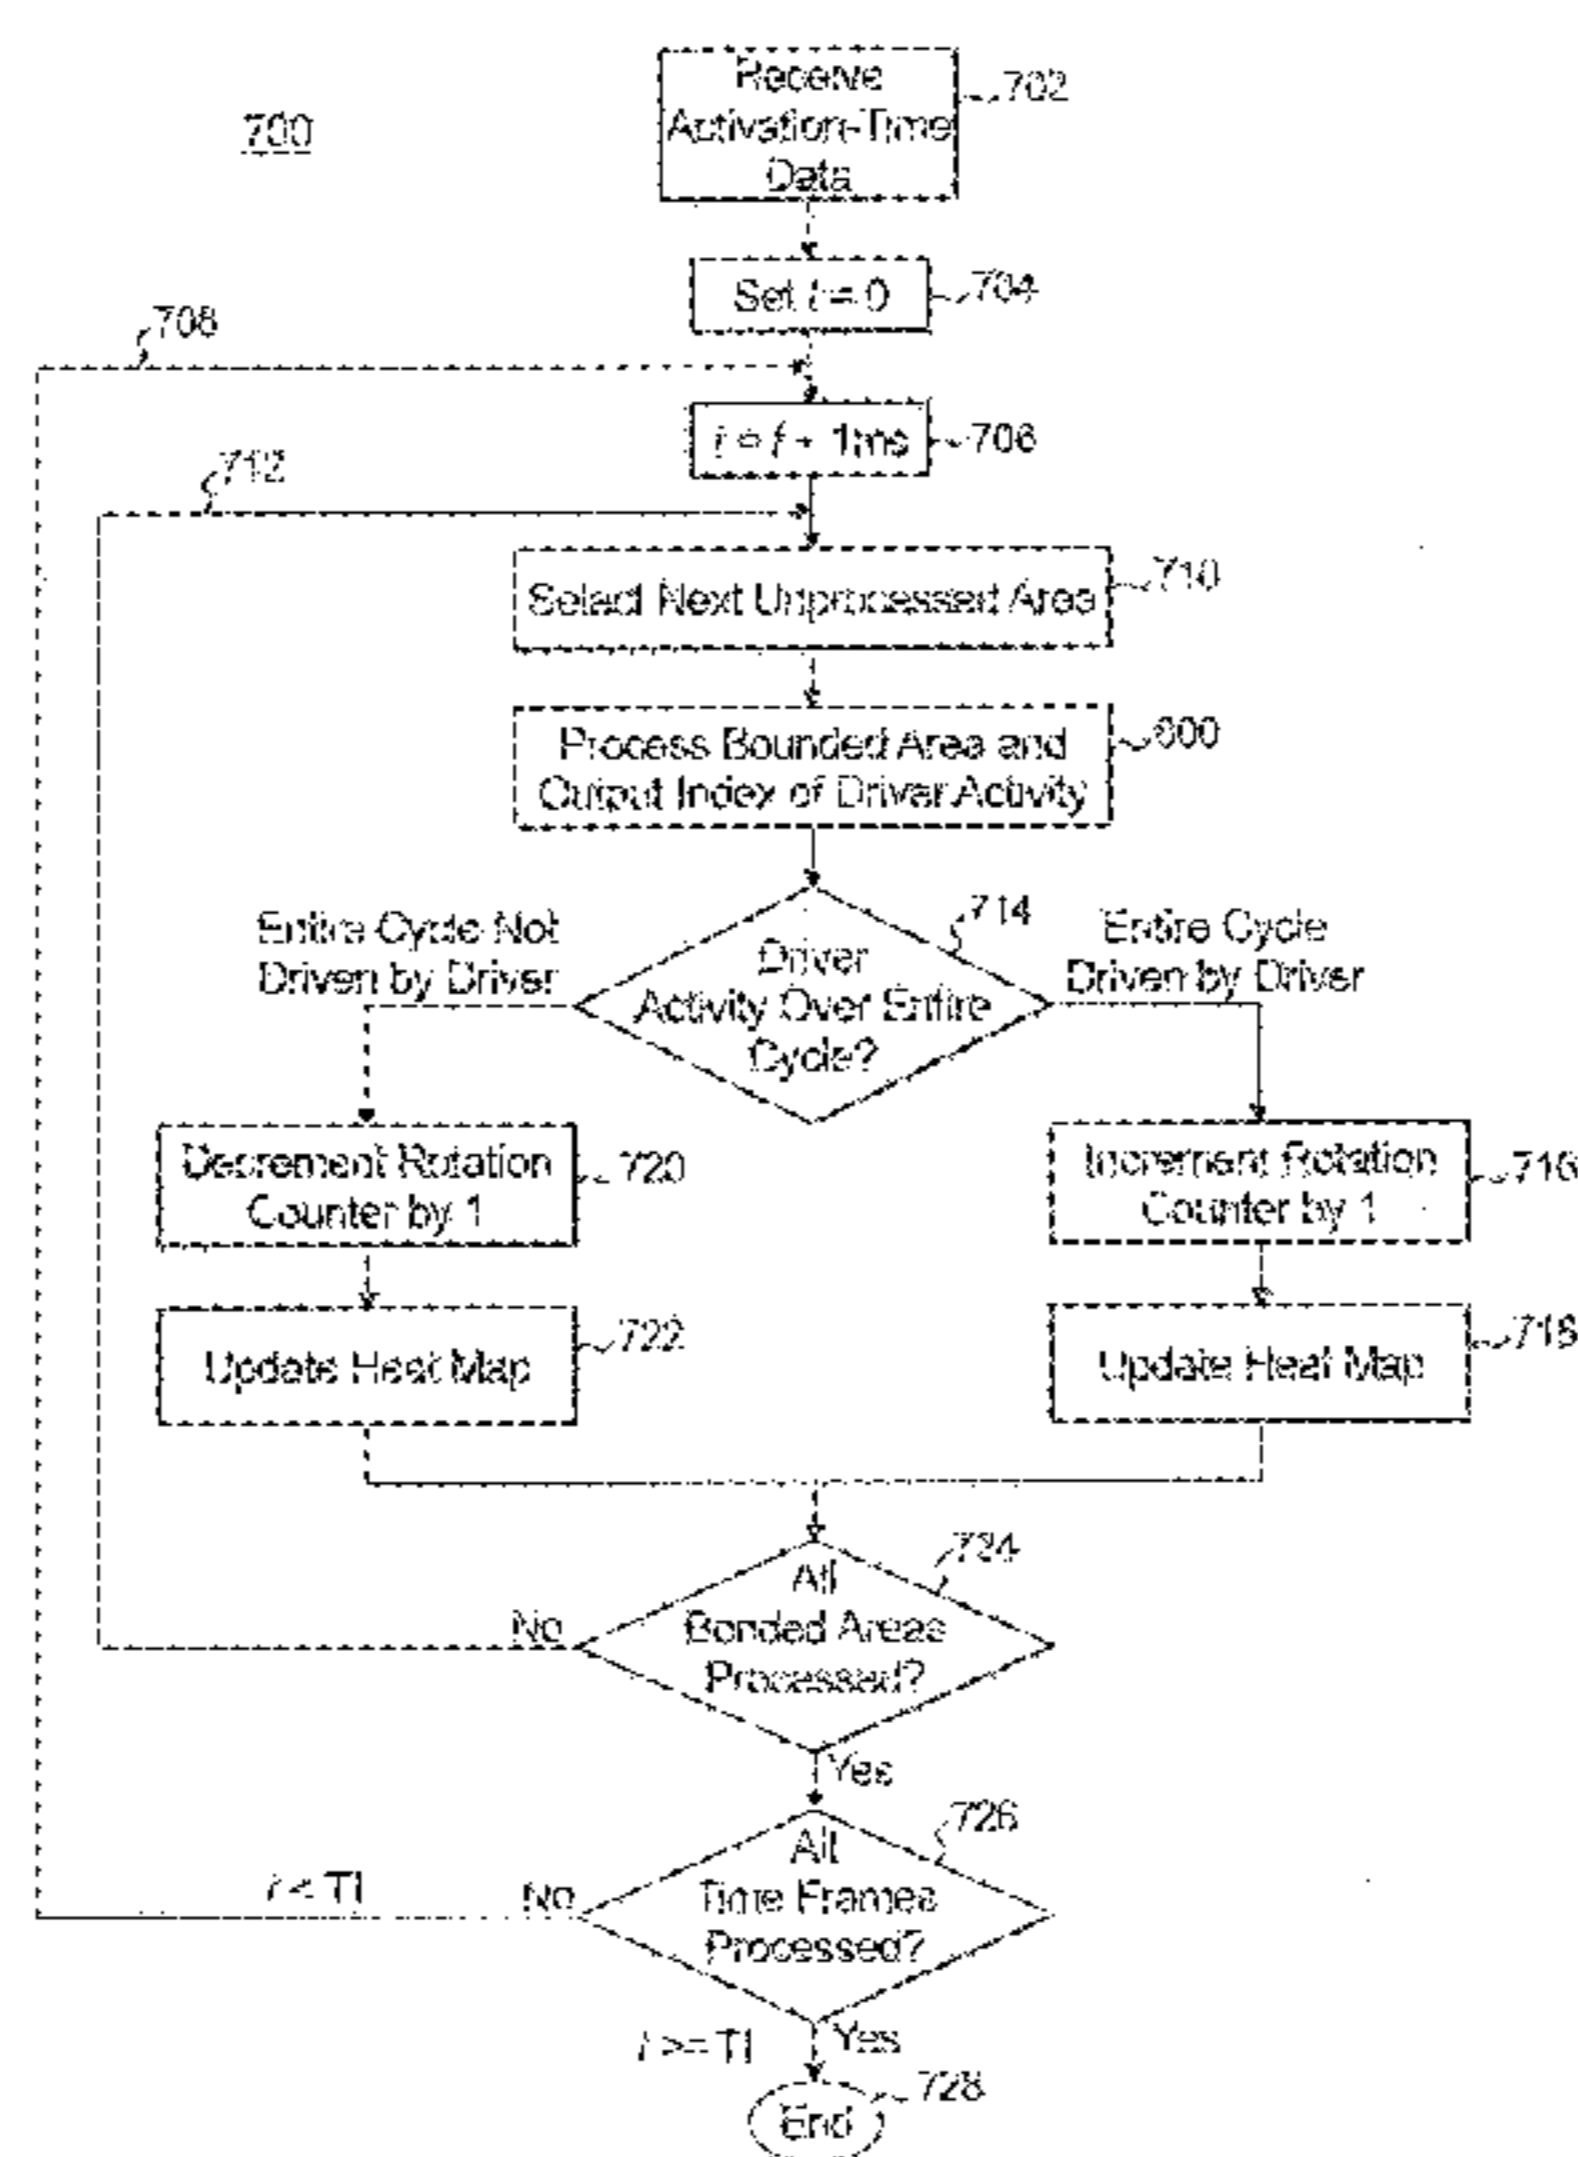 700
Receive
Activation-Time
Data
702
Set t = 0
704
708
t = t + 1ms
706
712
Select Next Unprocessed Area
710
Process Bounded Area and
Output Index of Driver Activity
600
714
Driver
Activity Over Entire
Cycle?
Entire Cycle Not
Driven by Driver
Entire Cycle
Driven by Driver
Decrement Rotation
Counter by 1
720
Increment Rotation
Counter by 1
716
Update Heat Map
722
Update Heat Map
718
724
All
Bonded Areas
Processed?
No
Yes
726
All
Time Frames
Processed?
t < TI
No
t >= TI
Yes
End
728